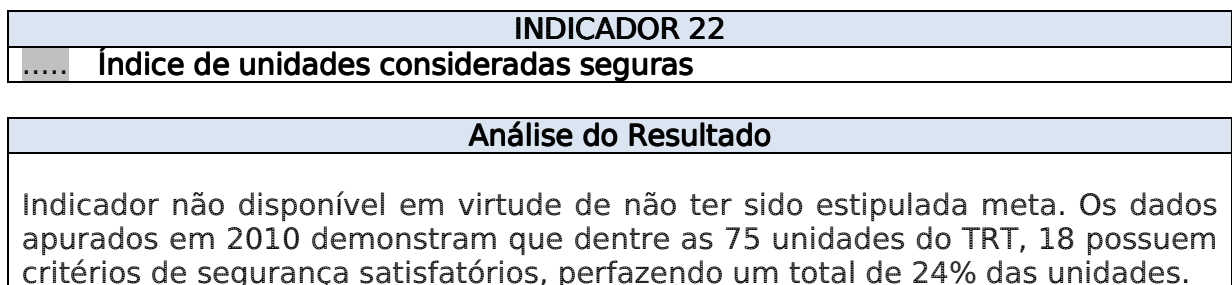 INDICADOR 22
..... Índice de unidades consideradas seguras
Análise do Resultado
Indicador não disponível em virtude de não ter sido estipulada meta. Os dados
apurados em 2010 demonstram que dentre as 75 unidades do TRT, 18 possuem
critérios de segurança satisfatórios, perfazendo um total de 24% das unidades.